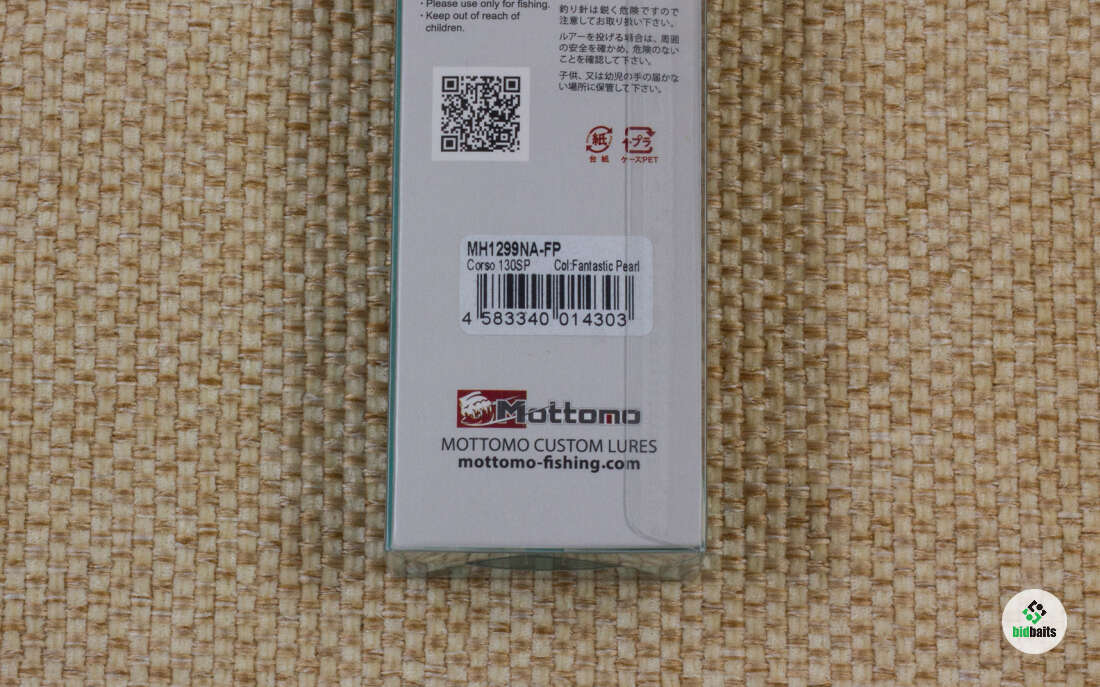 ・Please use only for fishing.
・Keep out of reach of
children.
釣り針は鋭く危険ですので
注意してお取り扱い下さい。
ルアーを投げる時合は、周囲
の安全を確かめ、危険のない
ことを確認して下さい。
子供、又は幼児の手の届かな
い場所に保管して下さい。
紙
台紙
プラ
ケースPET
MH1299NA-FP
Corso 130SP Col:Fantastic Pearl
4 583340 014303
Mottomo
MOTTOMO CUSTOM LURES
mottomo-fishing.com
bidbaits